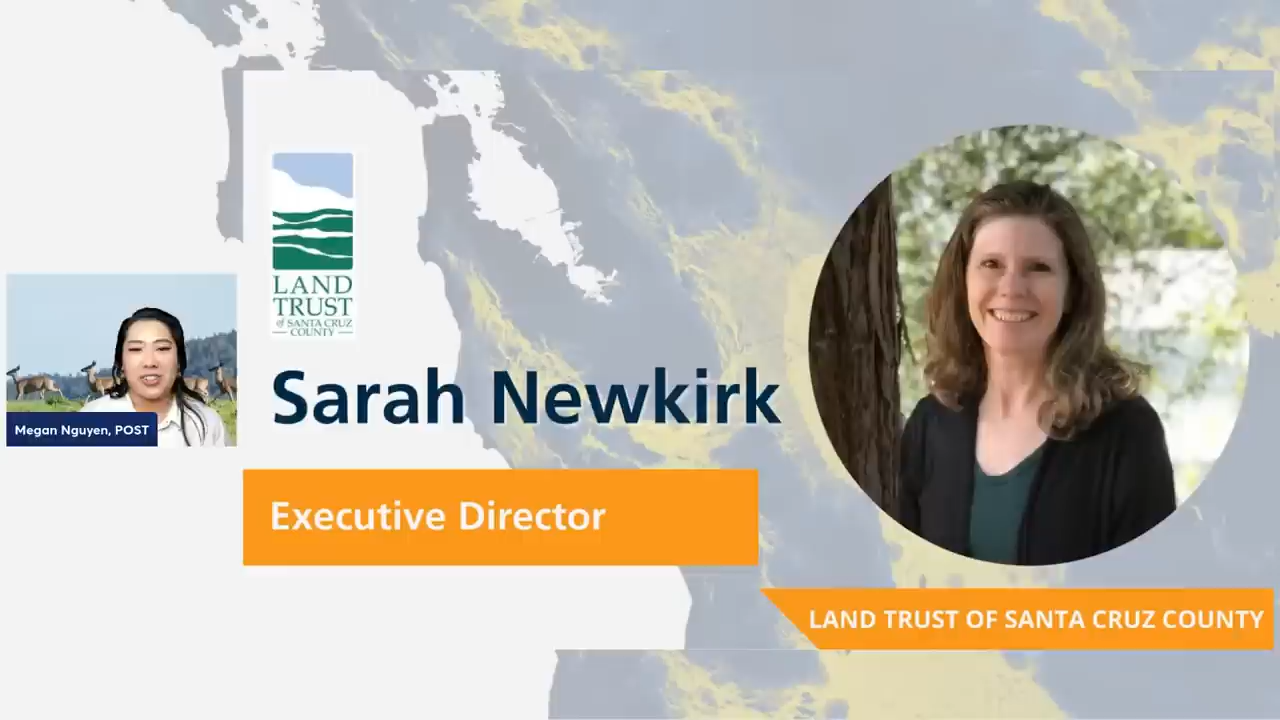 LAND
TRUST
of SANTA CRUZ
COUNTY
Sarah Newkirk
Megan Nguyen, POST
Executive Director
LAND TRUST OF SANTA CRUZ COUNTY